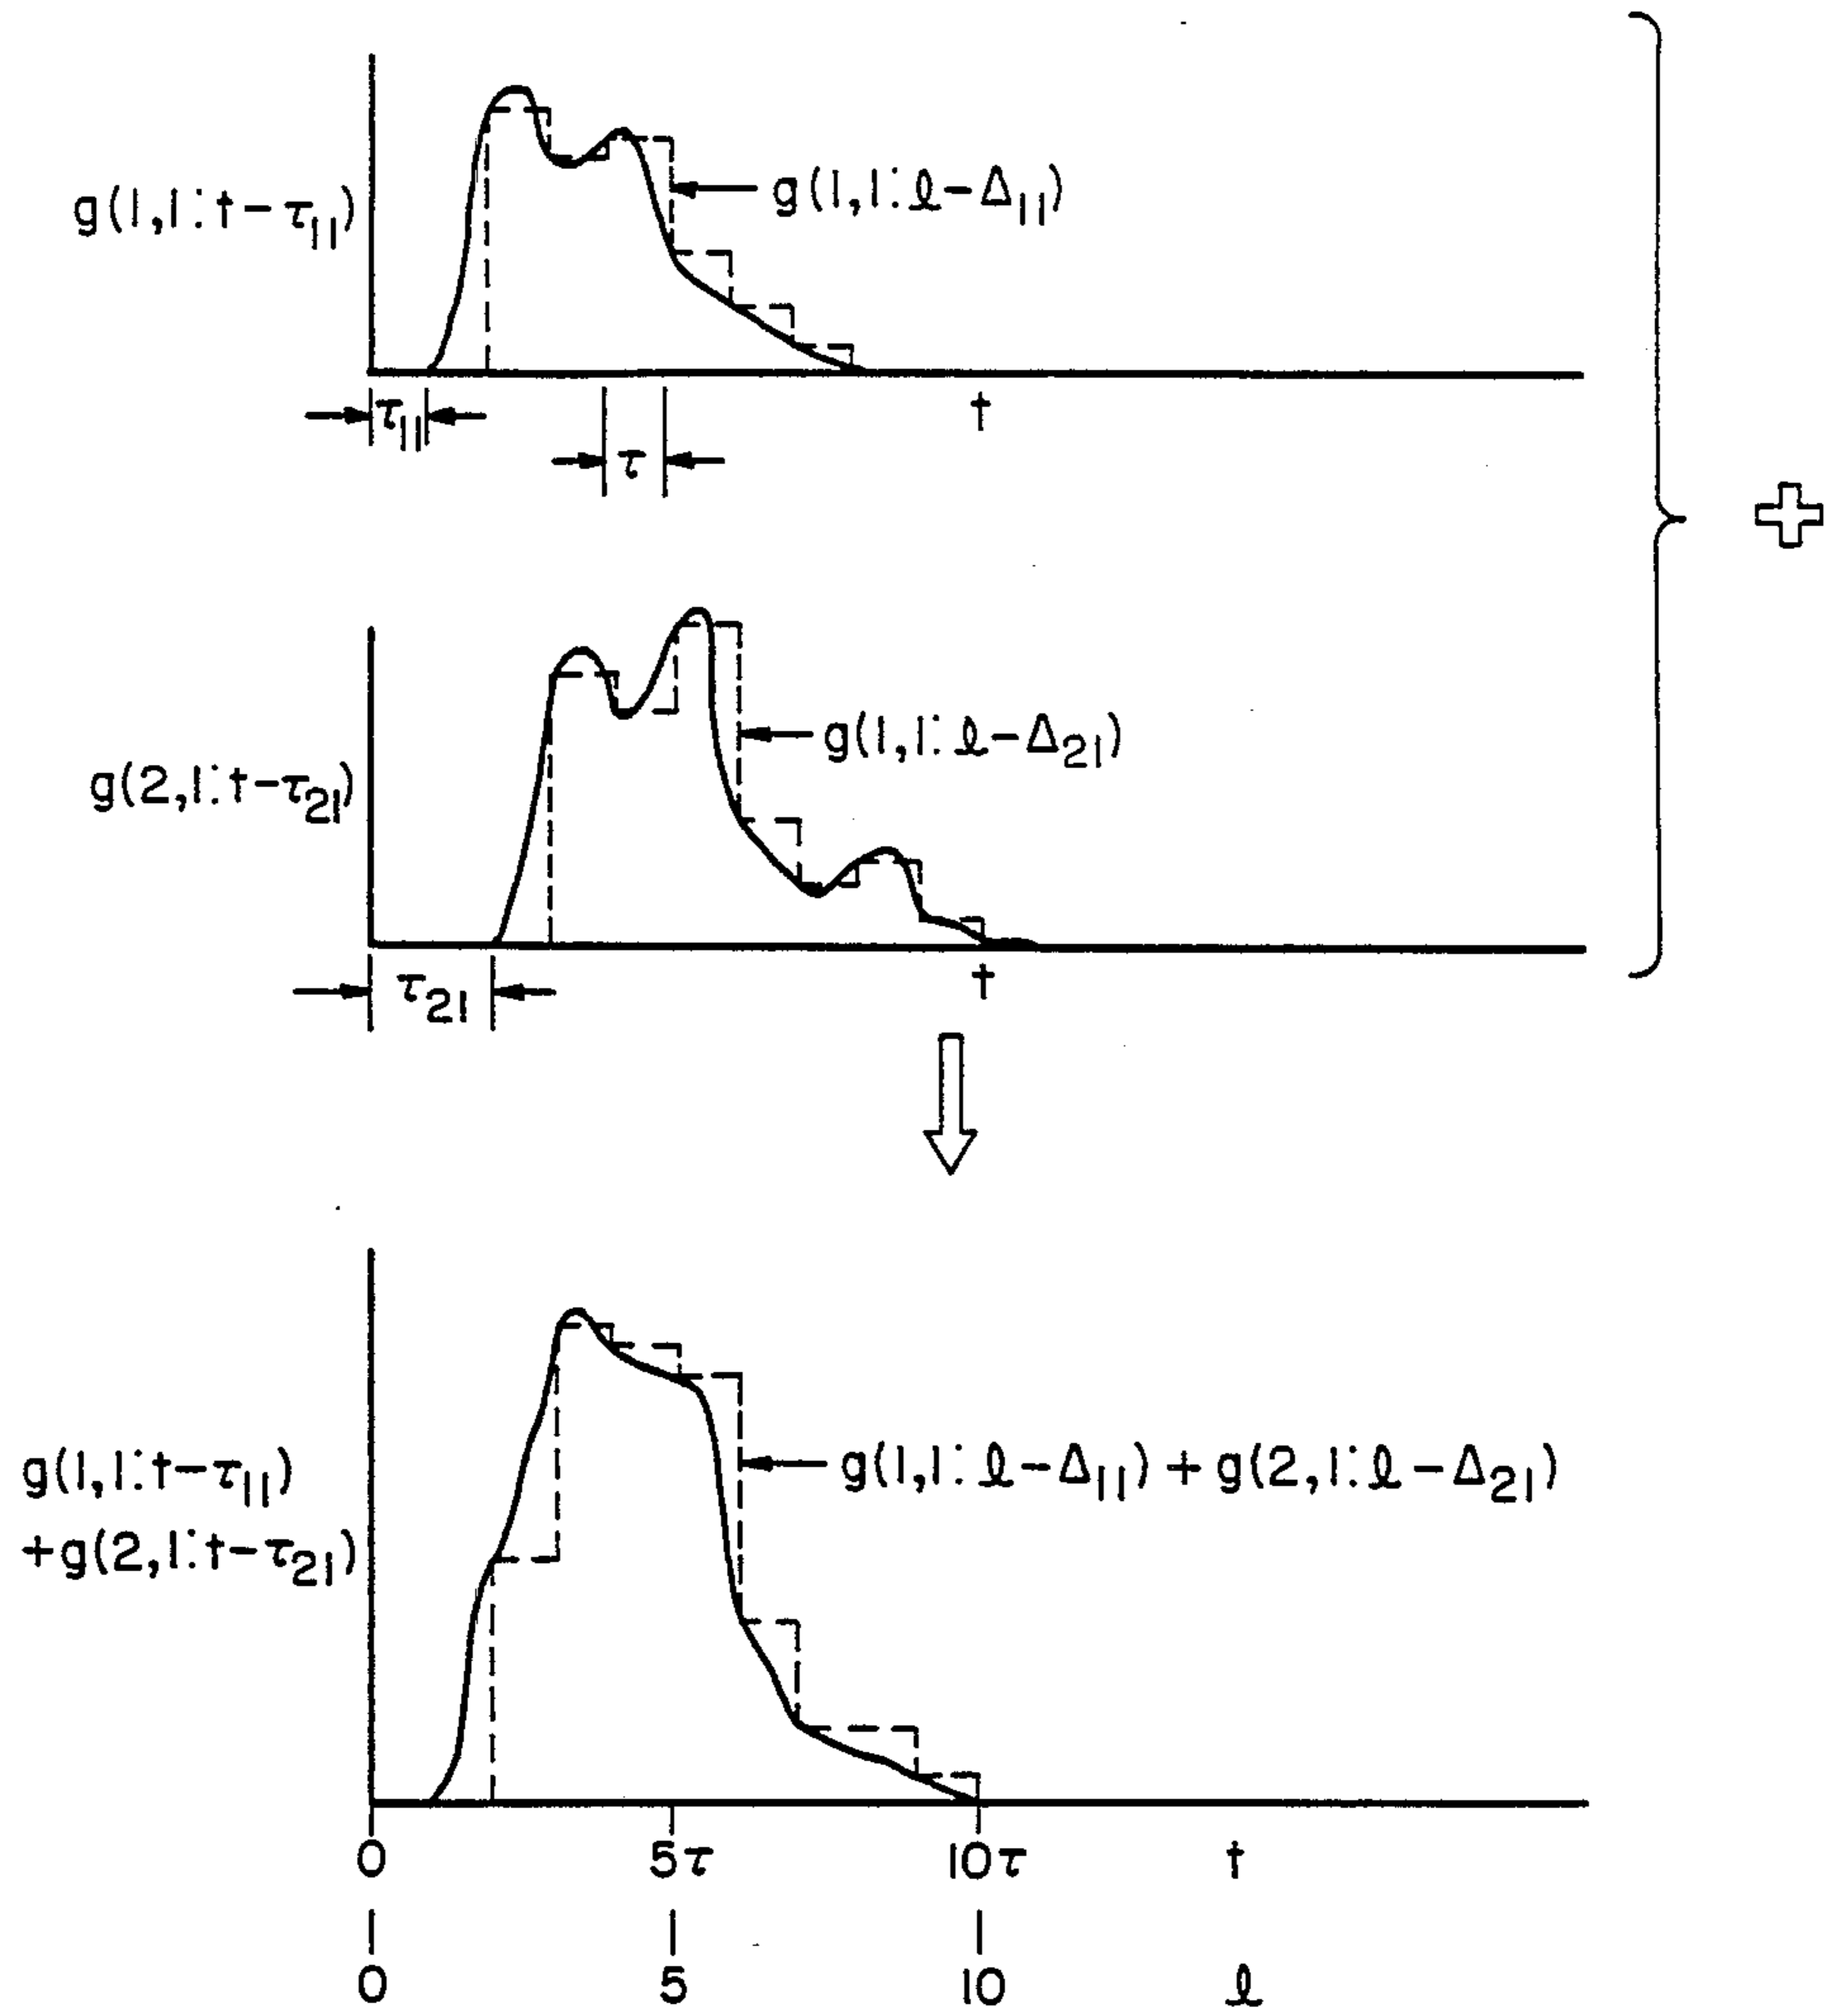 g(1,1:t-τ₁₁)
g(1,1:ℓ-Δ₁₁)
τ₁₁
t
τ
g(2,1:t-τ₂₁)
g(1,1:ℓ-Δ₂₁)
τ₂₁
t
g(1,1:t-τ₁₁)
+g(2,1:t-τ₂₁)
g(1,1:ℓ-Δ₁₁)+g(2,1:ℓ-Δ₂₁)
0 5τ 10τ t
0 5 10 ℓ